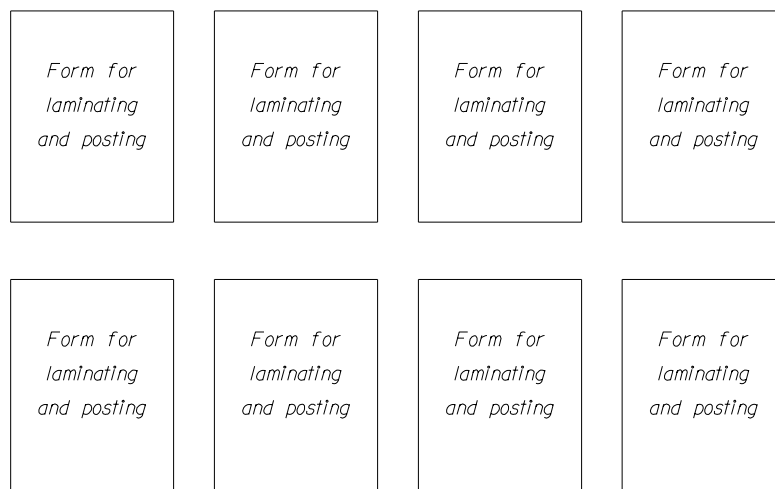 Form for
laminating
and posting
Form for
laminating
and posting
Form for
laminating
and posting
Form for
laminating
and posting
Form for
laminating
and posting
Form for
laminating
and posting
Form for
laminating
and posting
Form for
laminating
and posting